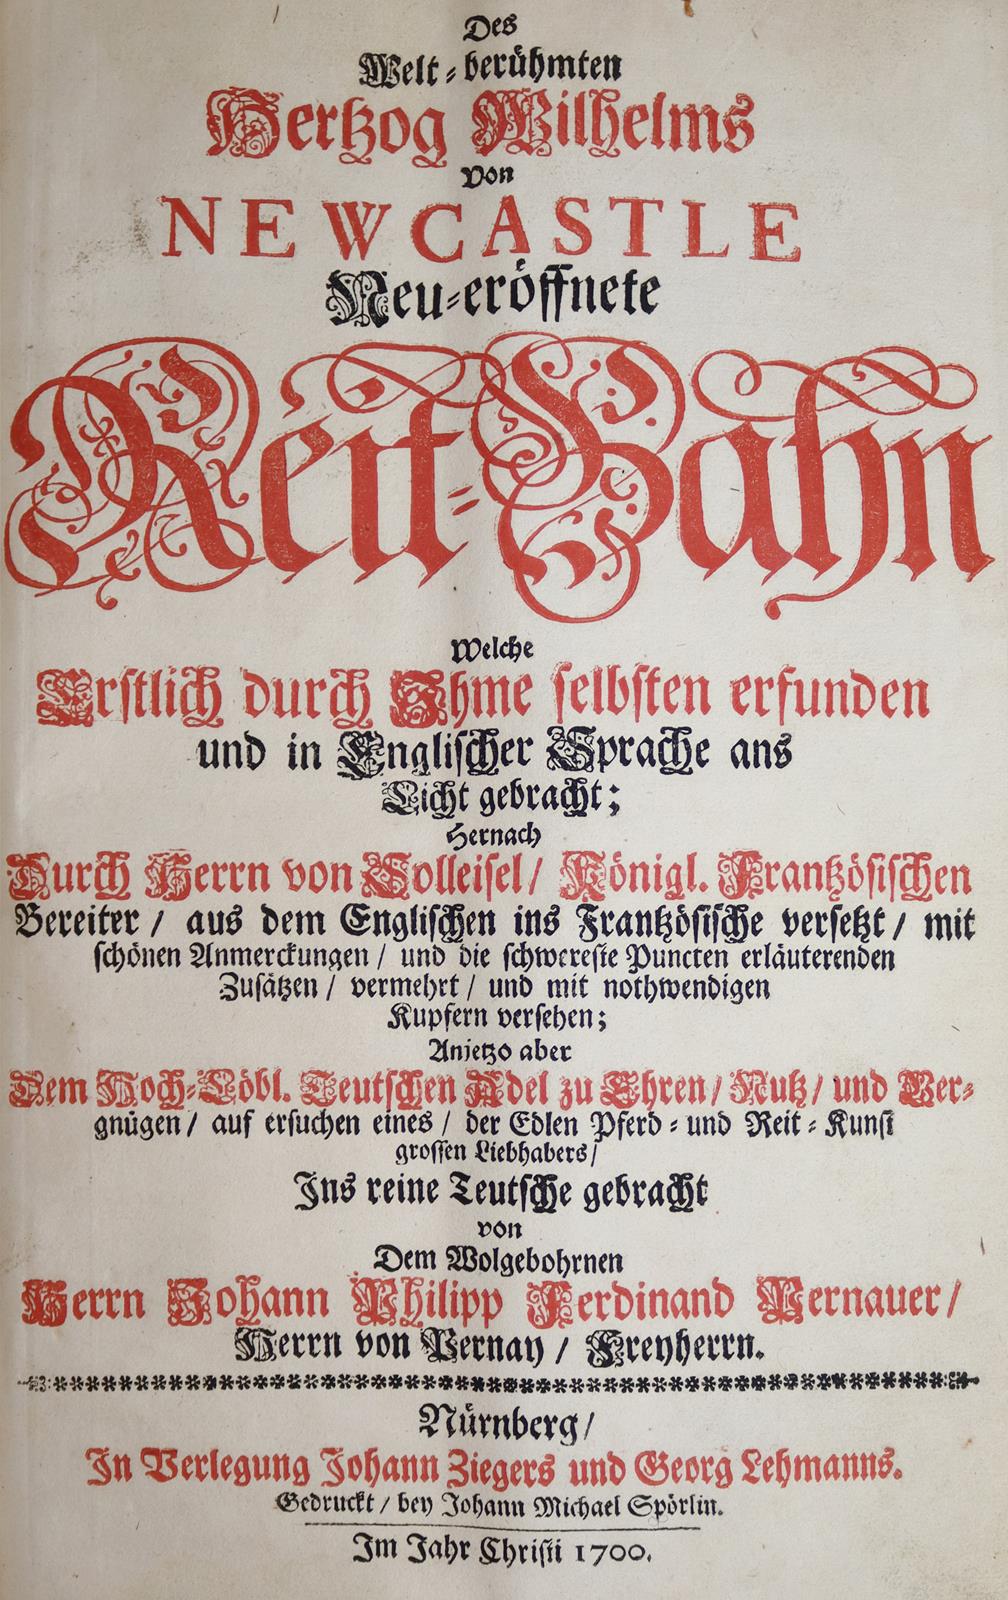 Des
Welt-berühmten
Hertzog Wilhelms
von
NEWCASTLE
Neu-eröffnete
Reit-Bahn
Welche
Erstlich durch Ihme selbsten erfunden
und in Englischer Sprache ans
Licht gebracht;
Hernach
Durch Herrn von Solleisel/ Königl. Frantzösischen
Bereiter/ aus dem Englischen ins Frantzösische versetzt/ mit
schönen Anmerckungen/ und die schwereste Puncten erläuterenden
Zusätzen/ vermehrt/ und mit nothwendigen
Kupfern versehen;
Anjetzo aber
Dem Hoch-Löbl. Teutschen Adel zu Ehren/ Nutz/ und Ver-
gnügen/ auf ersuchen eines/ der Edlen Pferd- und Reit-Kunst
grossen Liebhabers/
Ins reine Teutsche gebracht
von
Dem Wolgebohrnen
Herrn Johann Philipp Ferdinand Pernauer/
Herrn von Pernay/ Freyherrn.
Nürnberg/
In Verlegung Johann Ziegers und Georg Lehmanns.
Gedruckt/ bey Johann Michael Spörlin.
Im Jahr Christi 1700.